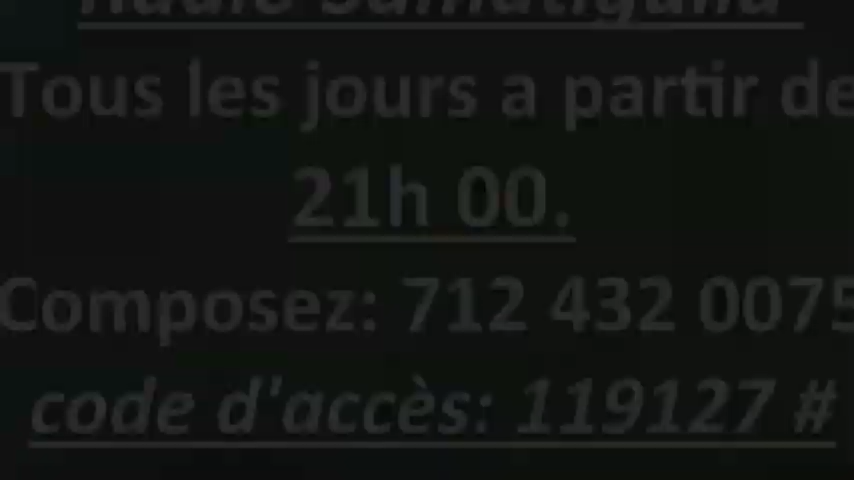 Tous les jours a partir de
21h 00.
Composez: 712 432 0075
code d'accès: 119127 #